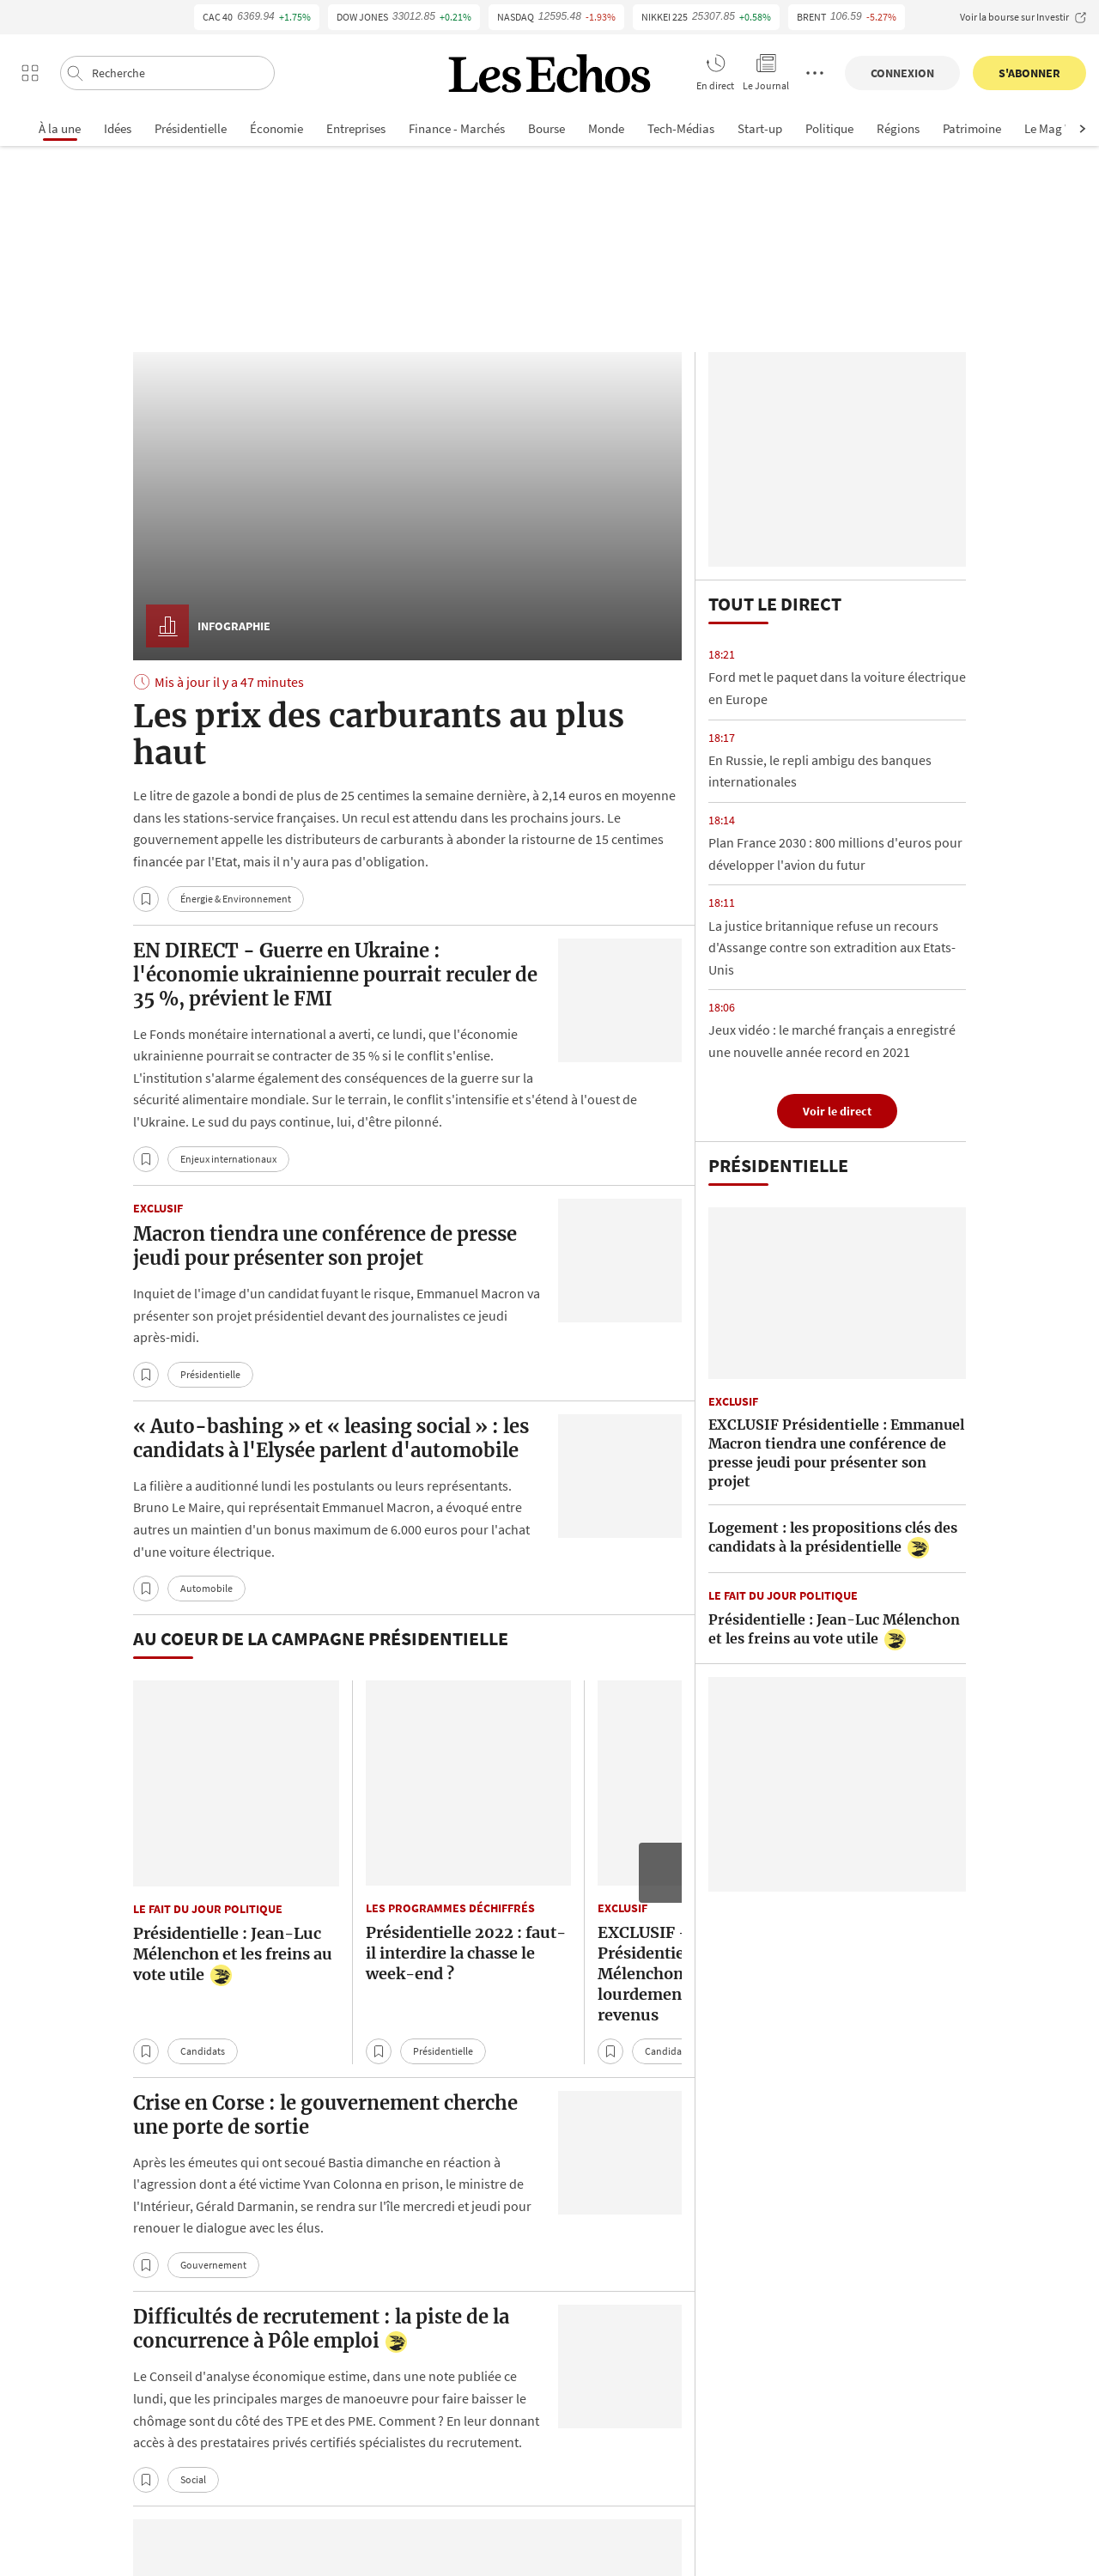 CAC 40 6369.94 +1.75% DOW JONES 33012.85 +0.21% NASDAQ 12595.48 -1.93% NIKKEI 225 25307.85 +0.58% BRENT 106.59 -5.27% Voir la bourse sur Investir
Recherche
Les Echos
En direct
Le Journal
CONNEXION
S'ABONNER
À la une Idées Présidentielle Économie Entreprises Finance - Marchés Bourse Monde Tech-Médias Start-up Politique Régions Patrimoine Le Mag
INFOGRAPHIE
Mis à jour il y a 47 minutes
Les prix des carburants au plus
haut
Le litre de gazole a bondi de plus de 25 centimes la semaine dernière, à 2,14 euros en moyenne
dans les stations-service françaises. Un recul est attendu dans les prochains jours. Le
gouvernement appelle les distributeurs de carburants à abonder la ristourne de 15 centimes
financée par l'Etat, mais il n'y aura pas d'obligation.
Énergie & Environnement
EN DIRECT - Guerre en Ukraine :
l'économie ukrainienne pourrait reculer de
35 %, prévient le FMI
Le Fonds monétaire international a averti, ce lundi, que l'économie
ukrainienne pourrait se contracter de 35 % si le conflit s'enlise.
L'institution s'alarme également des conséquences de la guerre sur la
sécurité alimentaire mondiale. Sur le terrain, le conflit s'intensifie et s'étend à l'ouest de
l'Ukraine. Le sud du pays continue, lui, d'être pilonné.
Enjeux internationaux
EXCLUSIF
Macron tiendra une conférence de presse
jeudi pour présenter son projet
Inquiet de l'image d'un candidat fuyant le risque, Emmanuel Macron va
présenter son projet présidentiel devant des journalistes ce jeudi
après-midi.
Présidentielle
« Auto-bashing » et « leasing social » : les
candidats à l'Elysée parlent d'automobile
La filière a auditionné lundi les postulants ou leurs représentants.
Bruno Le Maire, qui représentait Emmanuel Macron, a évoqué entre
autres un maintien d'un bonus maximum de 6.000 euros pour l'achat
d'une voiture électrique.
Automobile
AU COEUR DE LA CAMPAGNE PRÉSIDENTIELLE
LE FAIT DU JOUR POLITIQUE
Présidentielle : Jean-Luc
Mélenchon et les freins au
vote utile
Candidats
LES PROGRAMMES DÉCHIFFRÉS
Présidentielle 2022 : faut-
il interdire la chasse le
week-end ?
Présidentielle
EXCLUSIF
EXCLUSIF -
Présidentie
Mélenchon
lourdemen
revenus
Candida
Crise en Corse : le gouvernement cherche
une porte de sortie
Après les émeutes qui ont secoué Bastia dimanche en réaction à
l'agression dont a été victime Yvan Colonna en prison, le ministre de
l'Intérieur, Gérald Darmanin, se rendra sur l'île mercredi et jeudi pour
renouer le dialogue avec les élus.
Gouvernement
Difficultés de recrutement : la piste de la
concurrence à Pôle emploi
Le Conseil d'analyse économique estime, dans une note publiée ce
lundi, que les principales marges de manoeuvre pour faire baisser le
chômage sont du côté des TPE et des PME. Comment ? En leur donnant
accès à des prestataires privés certifiés spécialistes du recrutement.
Social
TOUT LE DIRECT
18:21
Ford met le paquet dans la voiture électrique
en Europe
18:17
En Russie, le repli ambigu des banques
internationales
18:14
Plan France 2030 : 800 millions d'euros pour
développer l'avion du futur
18:11
La justice britannique refuse un recours
d'Assange contre son extradition aux Etats-
Unis
18:06
Jeux vidéo : le marché français a enregistré
une nouvelle année record en 2021
Voir le direct
PRÉSIDENTIELLE
EXCLUSIF
EXCLUSIF Présidentielle : Emmanuel
Macron tiendra une conférence de
presse jeudi pour présenter son
projet
Logement : les propositions clés des
candidats à la présidentielle
LE FAIT DU JOUR POLITIQUE
Présidentielle : Jean-Luc Mélenchon
et les freins au vote utile